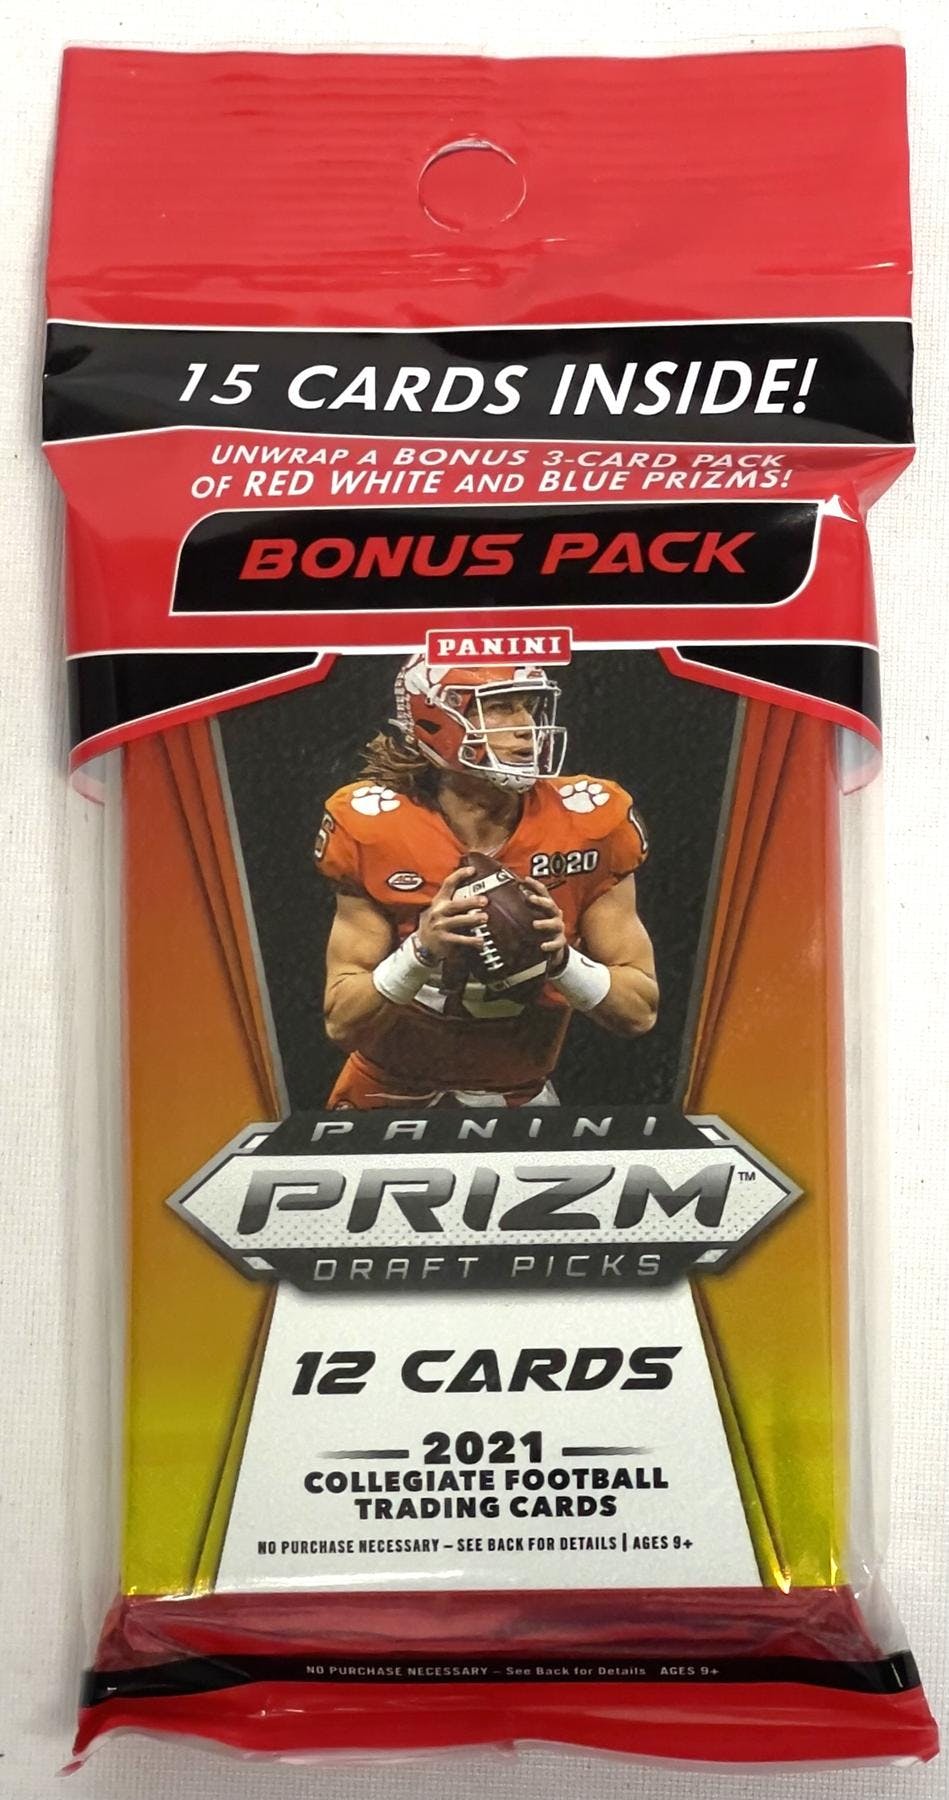 15 CARDS INSIDE!
UNWRAP A BONUS 3-CARD PACK
OF RED WHITE AND BLUE PRIZMS!
BONUS PACK
PANINI
2020
ACC
PANINI
PRIZM™
DRAFT PICKS
12 CARDS
2021
COLLEGIATE FOOTBALL
TRADING CARDS
NO PURCHASE NECESSARY – SEE BACK FOR DETAILS | AGES 9+
NO PURCHASE NECESSARY – See Back for Details AGES 9+